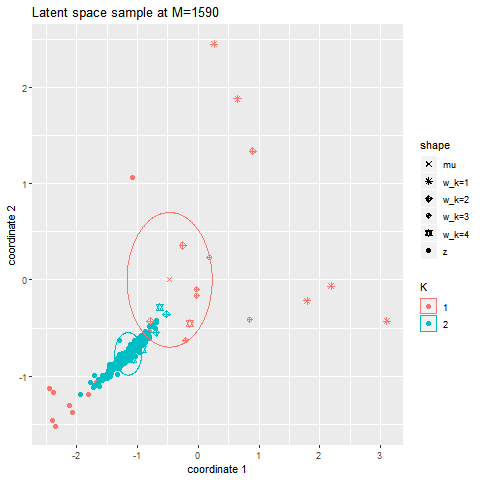 Latent space sample at M=1590
coordinate 2
2
1
0
-1
-2
-1
0
1
2
3
coordinate 1
shape
mu
w_k=1
w_k=2
w_k=3
w_k=4
z
K
1
2